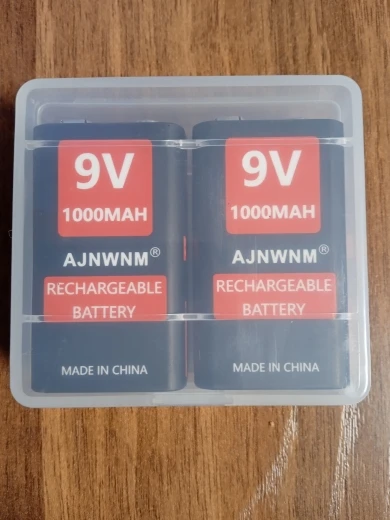 9V
1000MAH
AJNWNM®
RECHARGEABLE
BATTERY
MADE IN CHINA
9V
1000MAH
AJNWNM®
RECHARGEABLE
BATTERY
MADE IN CHINA